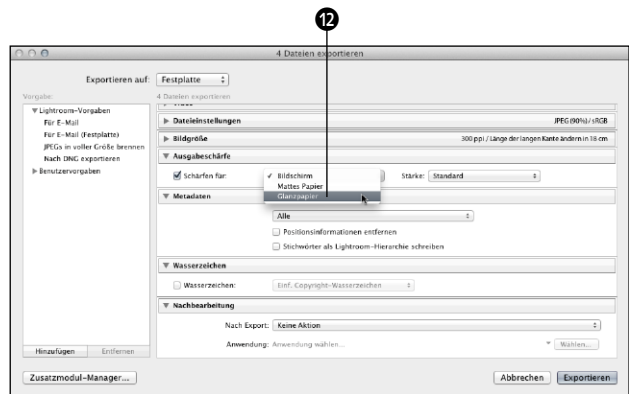 12
4 Dateien exportieren
Exportieren auf: Festplatte
Vorgabe:
4 Dateien exportieren
▼ Lightroom-Vorgaben
Für E-Mail
Für E-Mail (Festplatte)
JPEGs in voller Größe brennen
Nach DNG exportieren
▶ Benutzervorgaben
Video
▶ Dateieinstellungen JPEG (90%) / sRGB
▶ Bildgröße 300 ppi / Länge der langen Kante ändern in 18 cm
▼ Ausgabeschärfe
Schärfen für: ✓ Bildschirm Stärke: Standard
Mattes Papier
Glanzpapier
▼ Metadaten
Alle
Positionsinformationen entfernen
Stichwörter als Lightroom-Hierarchie schreiben
▼ Wasserzeichen
Wasserzeichen: Einf. Copyright-Wasserzeichen
▼ Nachbearbeitung
Nach Export: Keine Aktion
Anwendung: Anwendung wählen... Wählen...
Hinzufügen Entfernen
Zusatzmodul-Manager... Abbrechen Exportieren